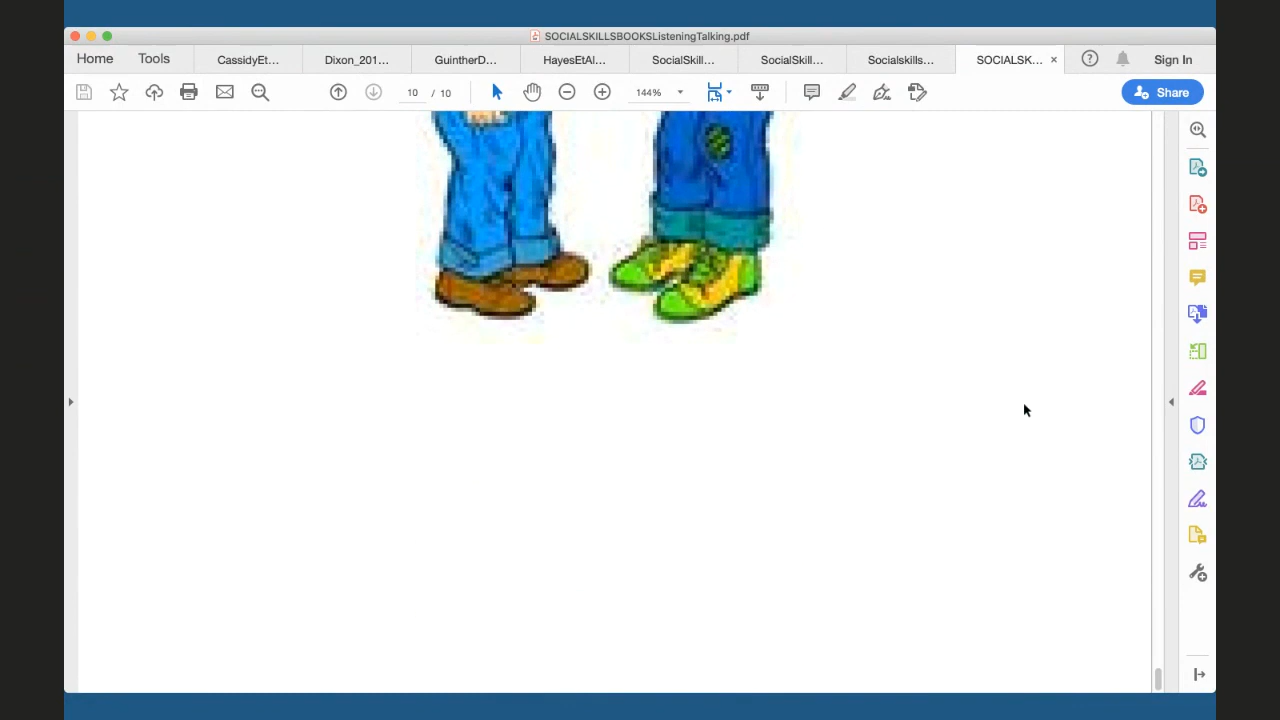 SOCIALSKILLSBOOKSListeningTalking.pdf
Home Tools CassidyEt... Dixon_201... GuintherD... HayesEtAl... SocialSkill... SocialSkill... Socialskills... SOCIALSK... × Sign In
10 / 10 144% Share